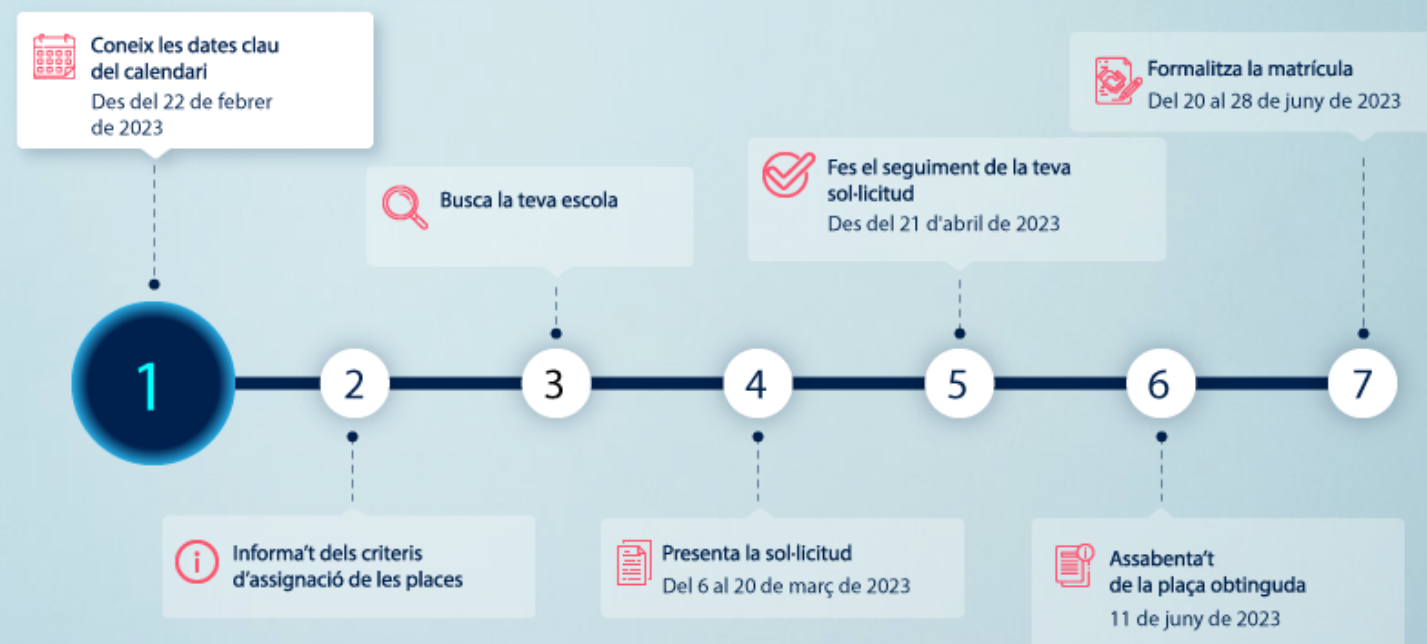 Coneix les dates clau
del calendari
Des del 22 de febrer
de 2023
Formalitza la matrícula
Del 20 al 28 de juny de 2023
Fes el seguiment de la teva
sol·licitud
Des del 21 d'abril de 2023
Busca la teva escola
1
2
3
4
5
6
7
Informa't dels criteris
d'assignació de les places
Presenta la sol·licitud
Del 6 al 20 de març de 2023
Assabenta't
de la plaça obtinguda
11 de juny de 2023